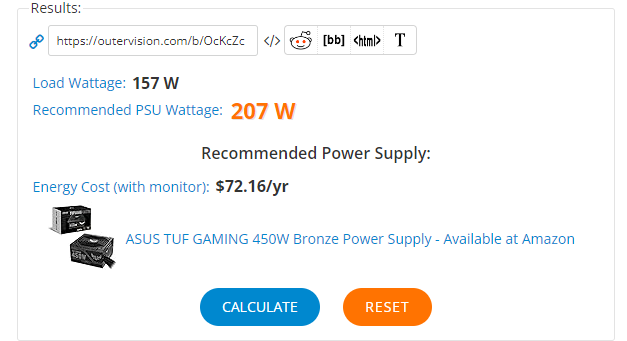 Results:
https://outervision.com/b/OcKcZc </> [bb] <html> T
Load Wattage: 157 W
Recommended PSU Wattage: 207 W
Recommended Power Supply:
Energy Cost (with monitor): $72.16/yr
450W
ASUS TUF GAMING 450W Bronze Power Supply - Available at Amazon
CALCULATE RESET